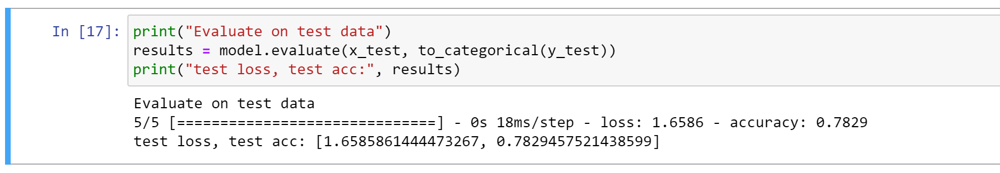 In [17]: print("Evaluate on test data")
results = model.evaluate(x_test, to_categorical(y_test))
print("test loss, test acc:", results)
Evaluate on test data
5/5 [==============================] - 0s 18ms/step - loss: 1.6586 - accuracy: 0.7829
test loss, test acc: [1.6585861444473267, 0.7829457521438599]